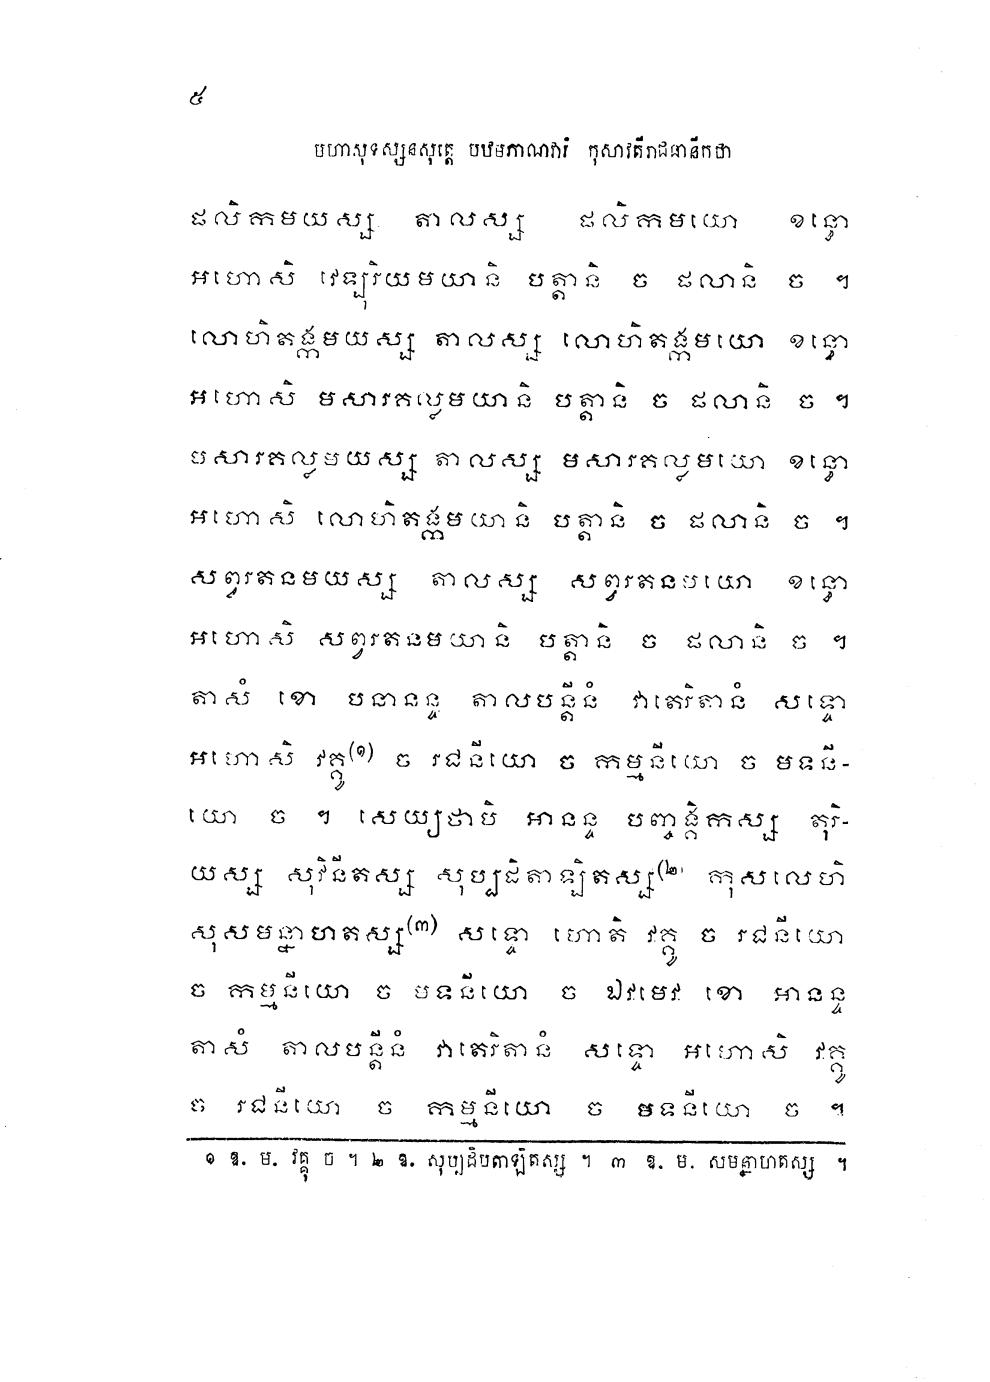 ៥
មហាសុទស្សនសុត្តេ បឋមភាណវារំ កុសាវតីរាជធានីកថា
ផលិកមយស្ស តាលស្ស ផលិកមយោ ខន្ធោ
អហោសិ វេឡុរិយមយានិ បត្តានិ ច ផលានិ ច ។
លោហិតង្កមយស្ស តាលស្ស លោហិតង្កមយោ ខន្ធោ
អហោសិ មសារគល្លមយានិ បត្តានិ ច ផលានិ ច ។
មសារគល្លមយស្ស តាលស្ស មសារគល្លមយោ ខន្ធោ
អហោសិ លោហិតង្កមយានិ បត្តានិ ច ផលានិ ច ។
សព្វរតនមយស្ស តាលស្ស សព្វរតនមយោ ខន្ធោ
អហោសិ សព្វរតនមយានិ បត្តានិ ច ផលានិ ច ។
តាសំ ខោ បនានន្ទ តាលបន្តីនំ វាតេរិតានំ សទ្ទោ
អហោសិ វគ្គូ(១) ច រជនីយោ ច កម្មនីយោ ច មទនី-
យោ ច ។ សេយ្យថាបិ អានន្ទ បញ្ចង្គិកស្ស តុរិ-
យស្ស សុវិនីតស្ស សុប្បដិតាឡិតស្ស(២) កុសលេហិ
សុសមន្នាហតស្ស(៣) សទ្ទោ ហោតិ វគ្គូ ច រជនីយោ
ច កម្មនីយោ ច មទនីយោ ច ឯវមេវ ខោ អានន្ទ
តាសំ តាលបន្តីនំ វាតេរិតានំ សទ្ទោ អហោសិ វគ្គូ
ច រជនីយោ ច កម្មនីយោ ច មទនីយោ ច ។
១ ឱ. ម. វគ្គុ ច ។ ២ ឱ. សុប្បដិបតាឡិតស្ស ។ ៣ ឱ. ម. សមន្នាហតស្ស ។